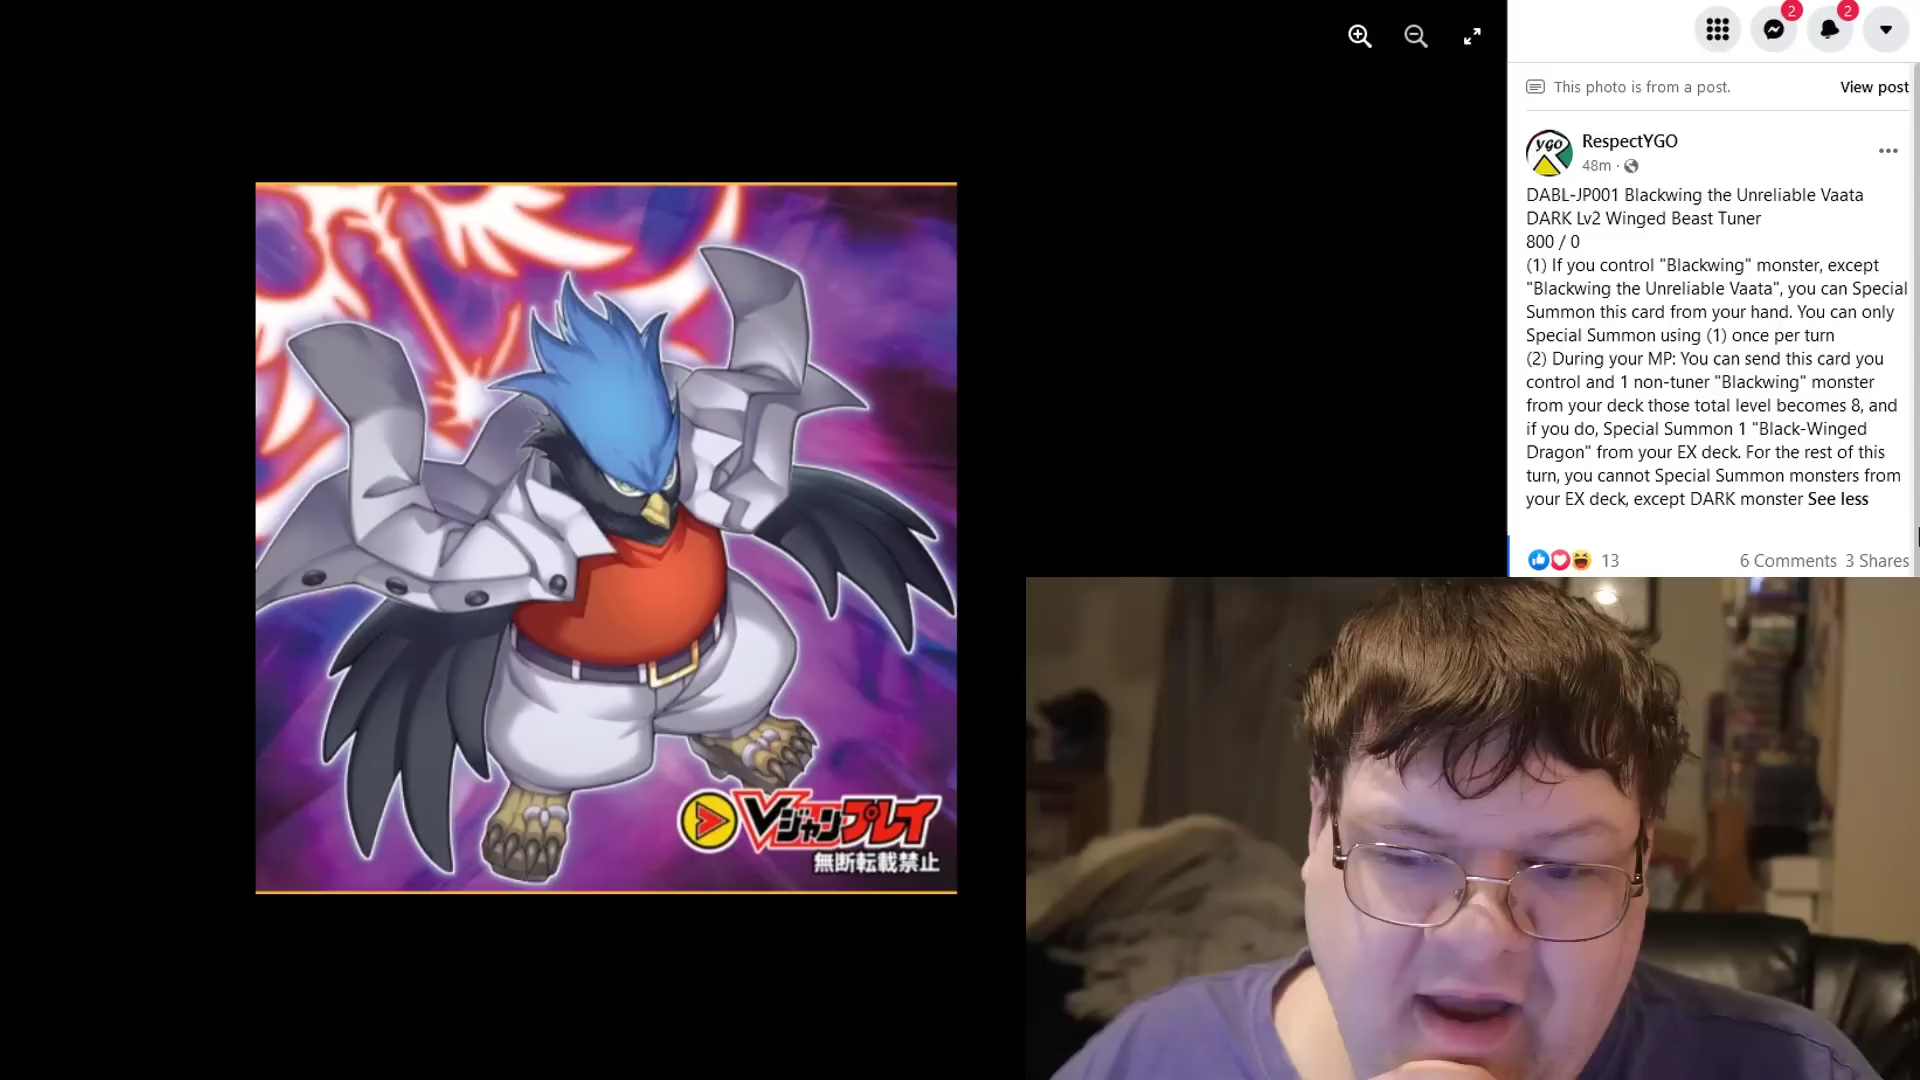 2
2
This photo is from a post.
View post
YGO
RespectYGO
48m ·
DABL-JP001 Blackwing the Unreliable Vaata
DARK Lv2 Winged Beast Tuner
800 / 0
(1) If you control "Blackwing" monster, except
"Blackwing the Unreliable Vaata", you can Special
Summon this card from your hand. You can only
Special Summon using (1) once per turn
(2) During your MP: You can send this card you
control and 1 non-tuner "Blackwing" monster
from your deck those total level becomes 8, and
if you do, Special Summon 1 "Black-Winged
Dragon" from your EX deck. For the rest of this
turn, you cannot Special Summon monsters from
your EX deck, except DARK monster See less
13
6 Comments 3 Shares
Vジャンプレイ
無断転載禁止